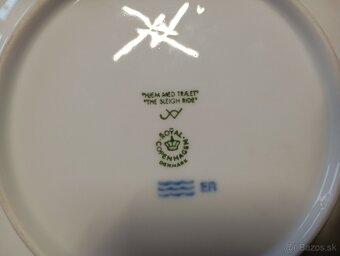 "HJEM MED TRÆET"
"THE SLEIGH RIDE"
ROYAL
COPENHAGEN
DENMARK
© Bazos.sk